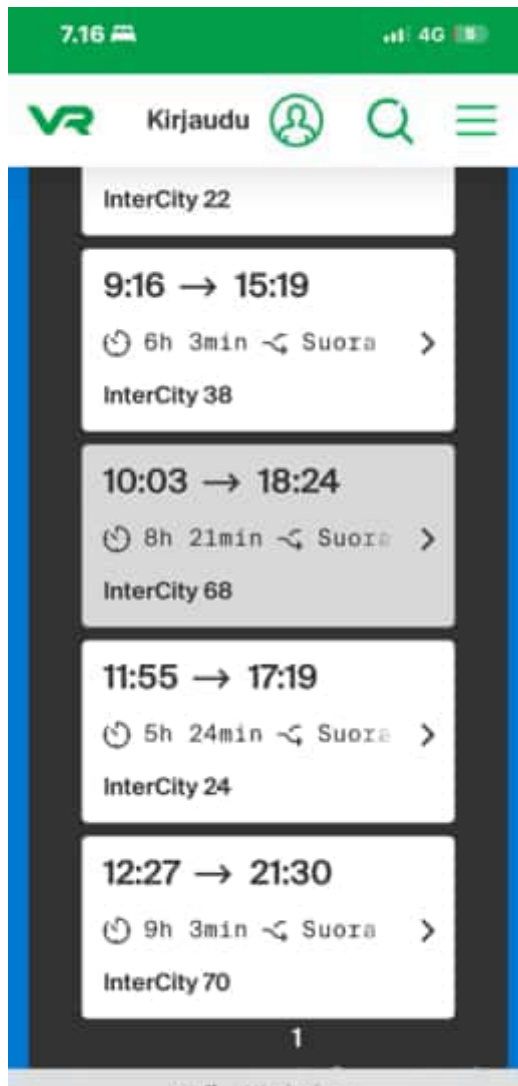 7.16 4G
VR Kirjaudu
InterCity 22
9:16 → 15:19
6h 3min Suora
InterCity 38
10:03 → 18:24
8h 21min Suora
InterCity 68
11:55 → 17:19
5h 24min Suora
InterCity 24
12:27 → 21:30
9h 3min Suora
InterCity 70
1